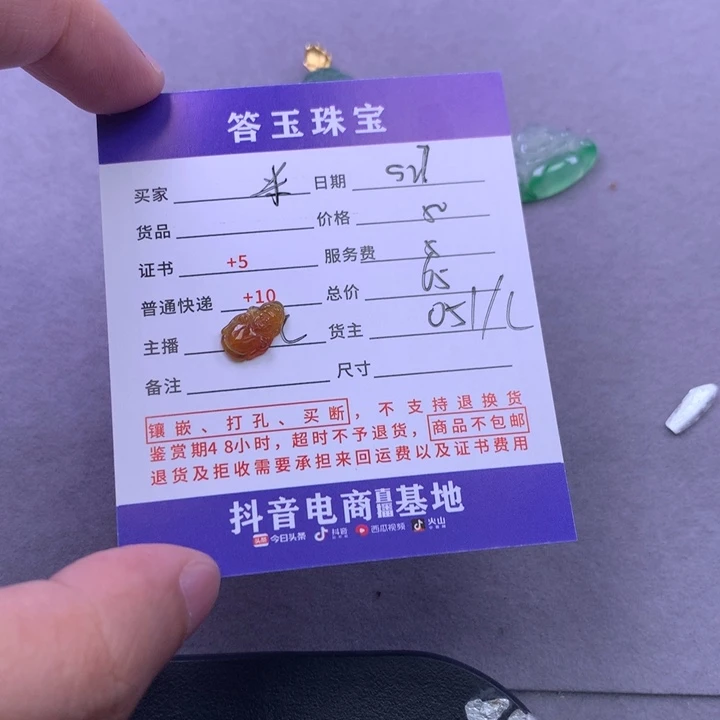 答玉珠宝
买家 日期
货品 价格
证书 +5 服务费
普通快递 +10 总价
主播 货主
备注 尺寸
镶嵌、打孔、买断，不支持退换货
鉴赏期48小时，超时不予退货，商品不包邮
退货及拒收需要承担来回运费以及证书费用
抖音电商直播基地
头条 今日头条 抖音 西瓜视频 火山